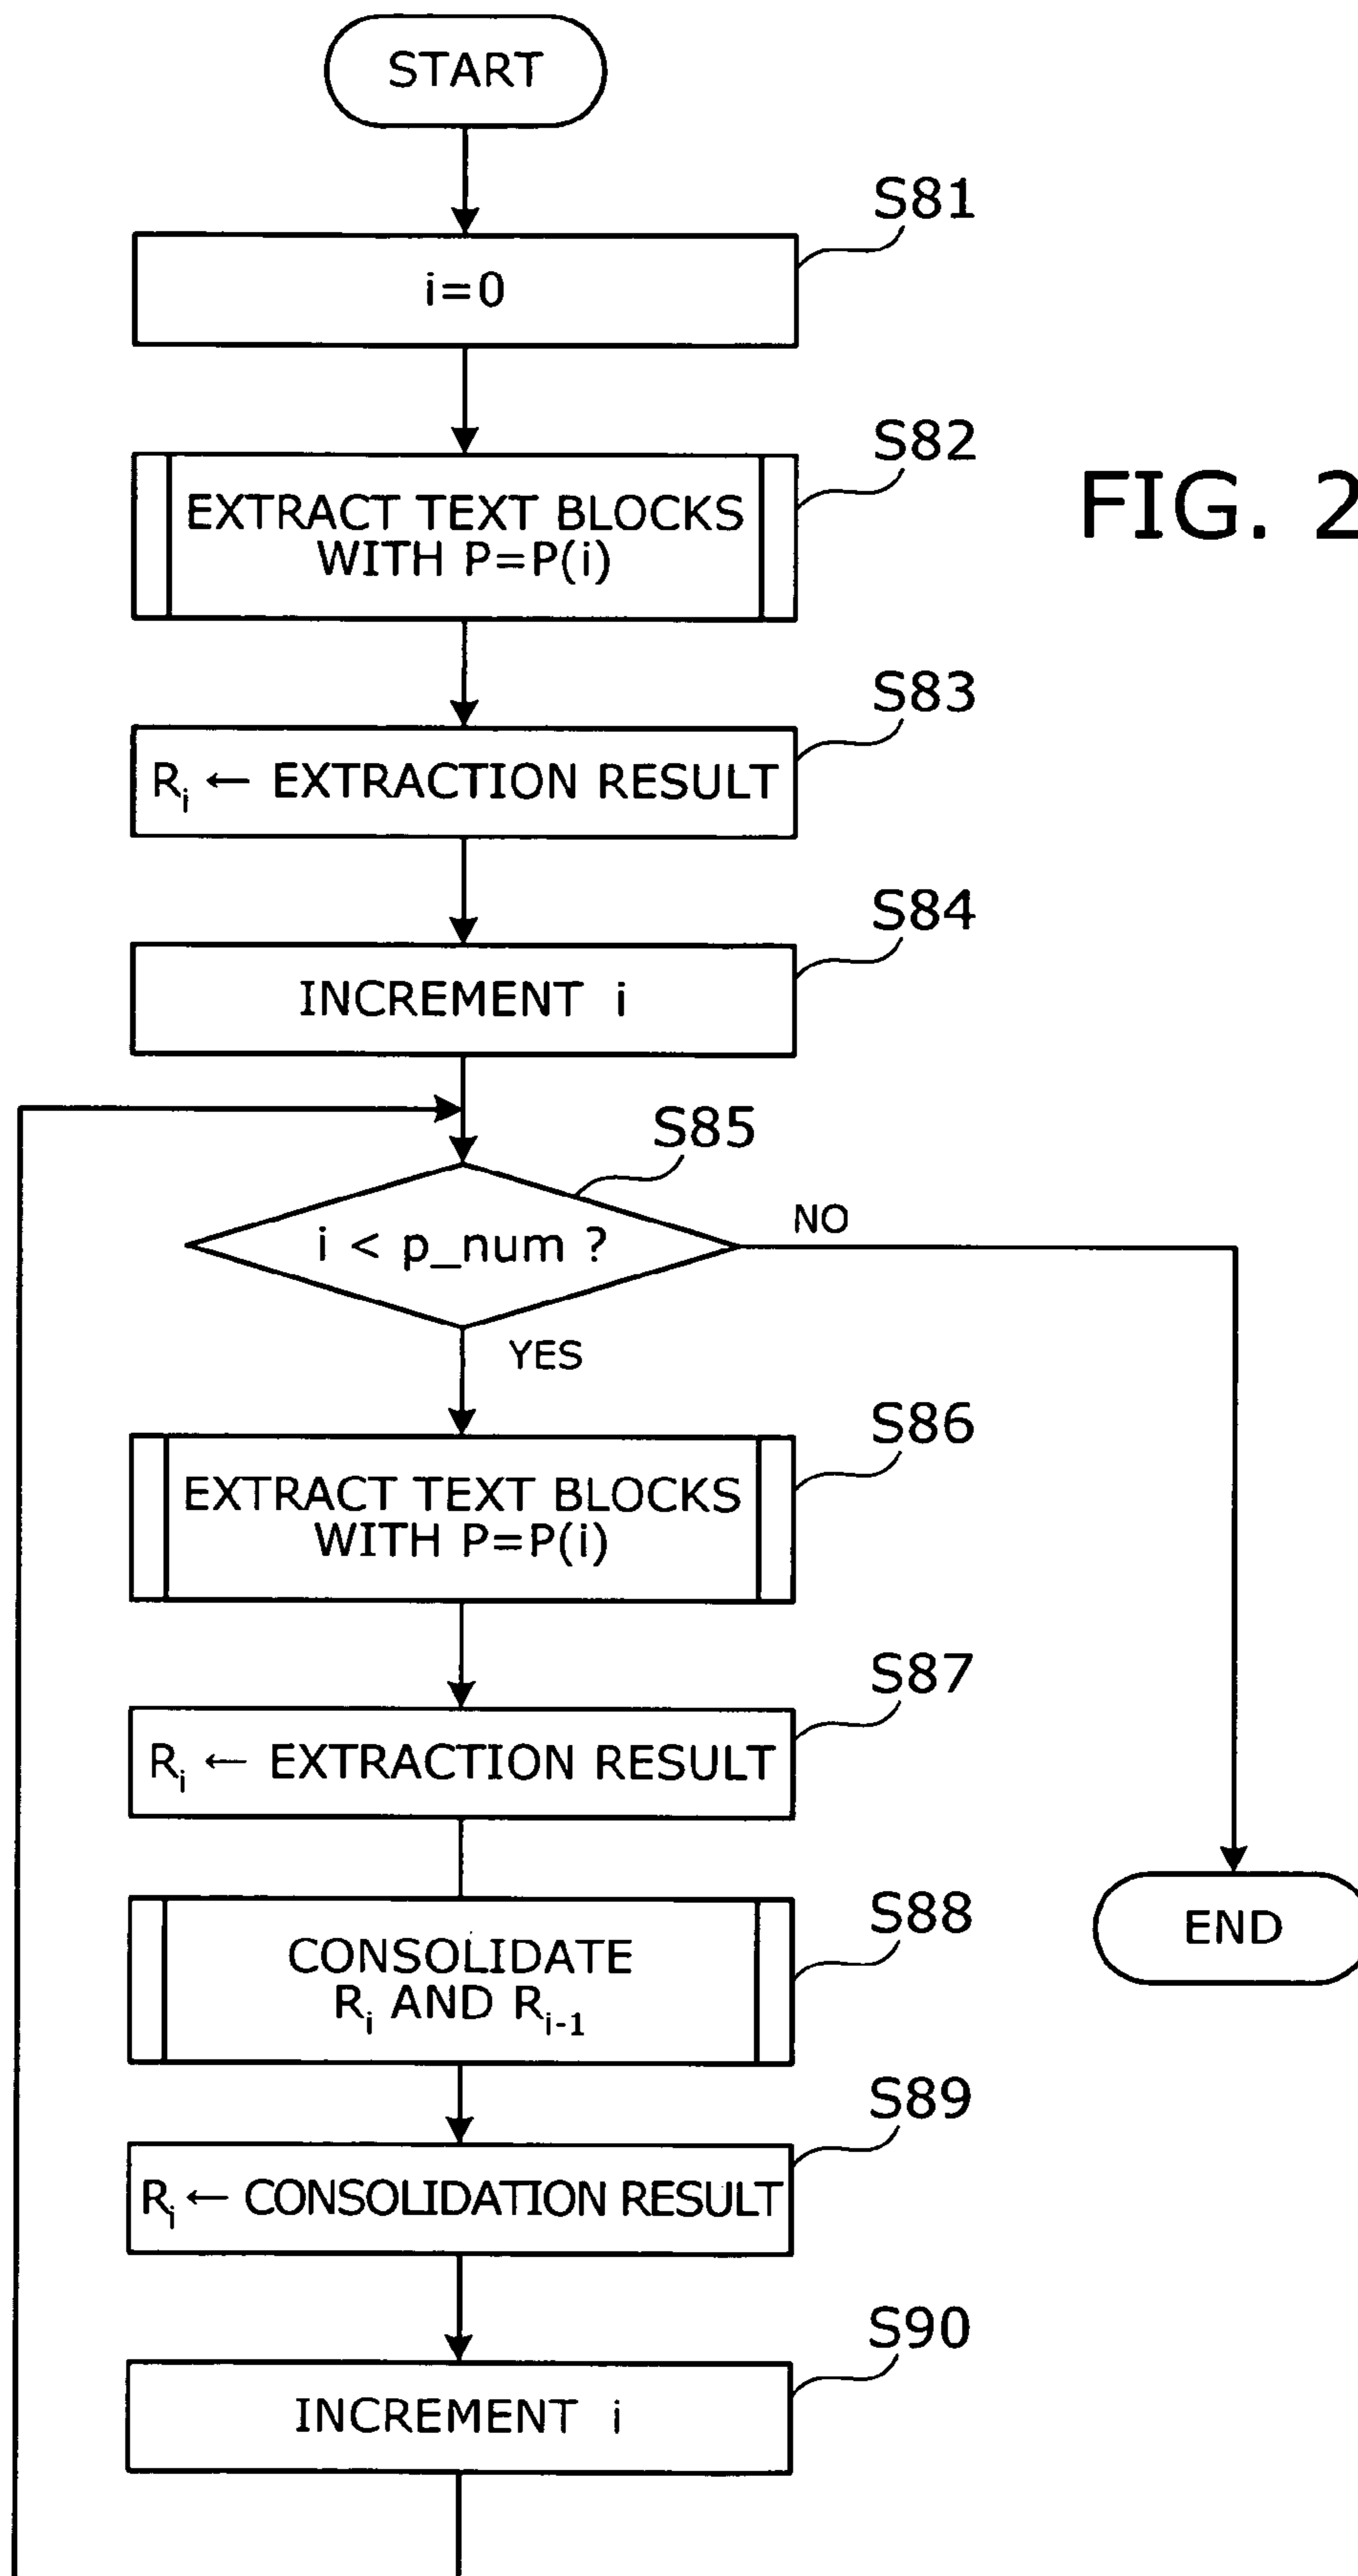 START
S81
i=0
S82
EXTRACT TEXT BLOCKS
WITH P=P(i)
FIG. 2
S83
Rᵢ ← EXTRACTION RESULT
S84
INCREMENT i
S85
i < p_num ?
NO
YES
S86
EXTRACT TEXT BLOCKS
WITH P=P(i)
S87
Rᵢ ← EXTRACTION RESULT
S88
CONSOLIDATE
Rᵢ AND Rᵢ₋₁
END
S89
Rᵢ ← CONSOLIDATION RESULT
S90
INCREMENT i